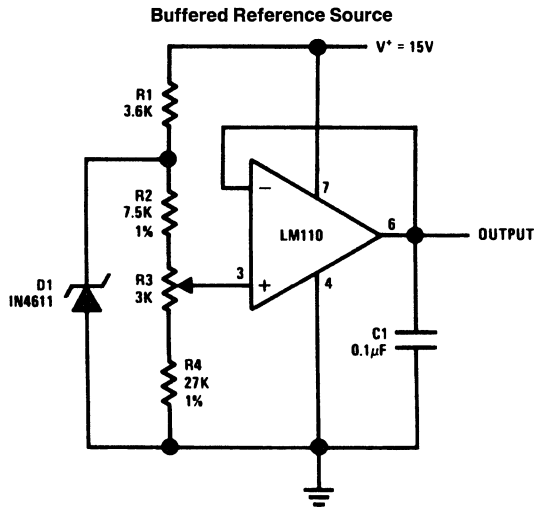 Buffered Reference Source
V+ = 15V
R1
3.6K
R2
7.5K
1%
7
−
LM110
6
OUTPUT
D1
IN4611
R3
3K
3
+
4
C1
0.1μF
R4
27K
1%